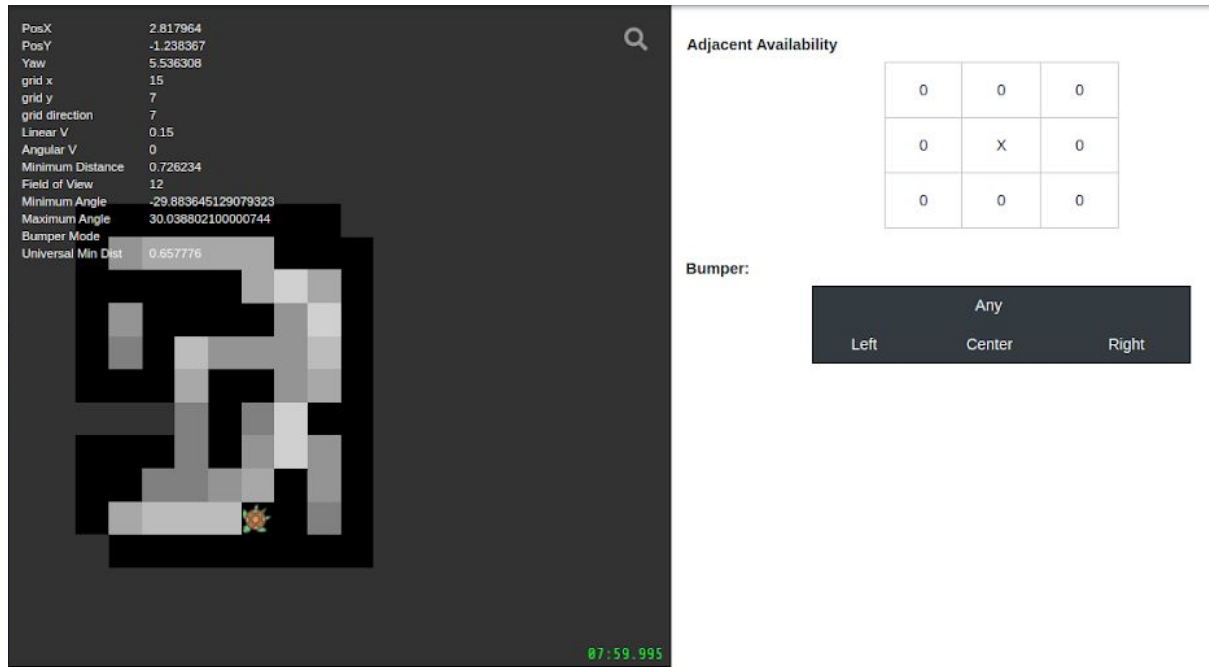 PosX 2.817964
PosY -1.238367
Yaw 5.536308
grid x 15
grid y 7
grid direction 7
Linear V 0.15
Angular V 0
Minimum Distance 0.726234
Field of View 12
Minimum Angle -29.883645129079323
Maximum Angle 30.038802100000744
Bumper Mode
Universal Min Dist 0.657776
07:59.995
Adjacent Availability
0 0 0
0 X 0
0 0 0
Bumper:
Any
Left Center Right